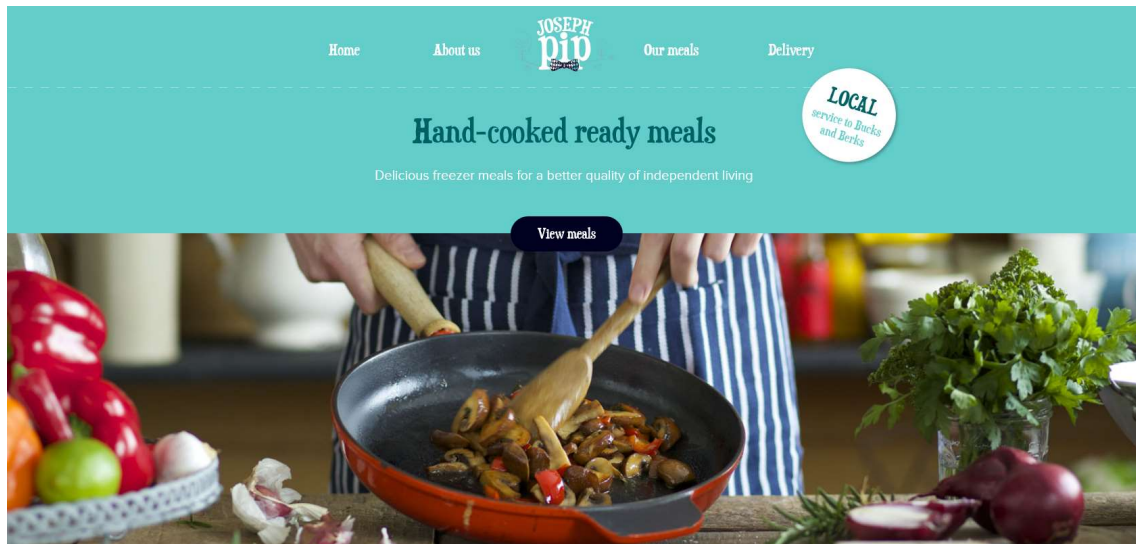 Home
About us
JOSEPH
pip
Our meals
Delivery
LOCAL
service to Bucks
and Berks
Hand-cooked ready meals
Delicious freezer meals for a better quality of independent living
View meals